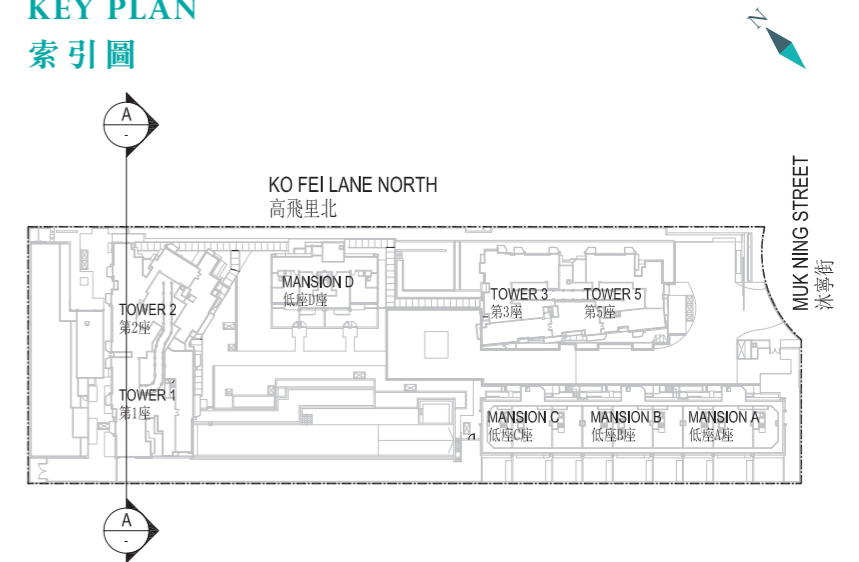 KEY PLAN
索引圖
N
A
-
KO FEI LANE NORTH
高飛里北
MUK NING STREET
沐寧街
MANSION D
低座D座
TOWER 2
第2座
TOWER 3
第3座
TOWER 5
第5座
TOWER 1
第1座
MANSION C
低座C座
MANSION B
低座B座
MANSION A
低座A座
A
-